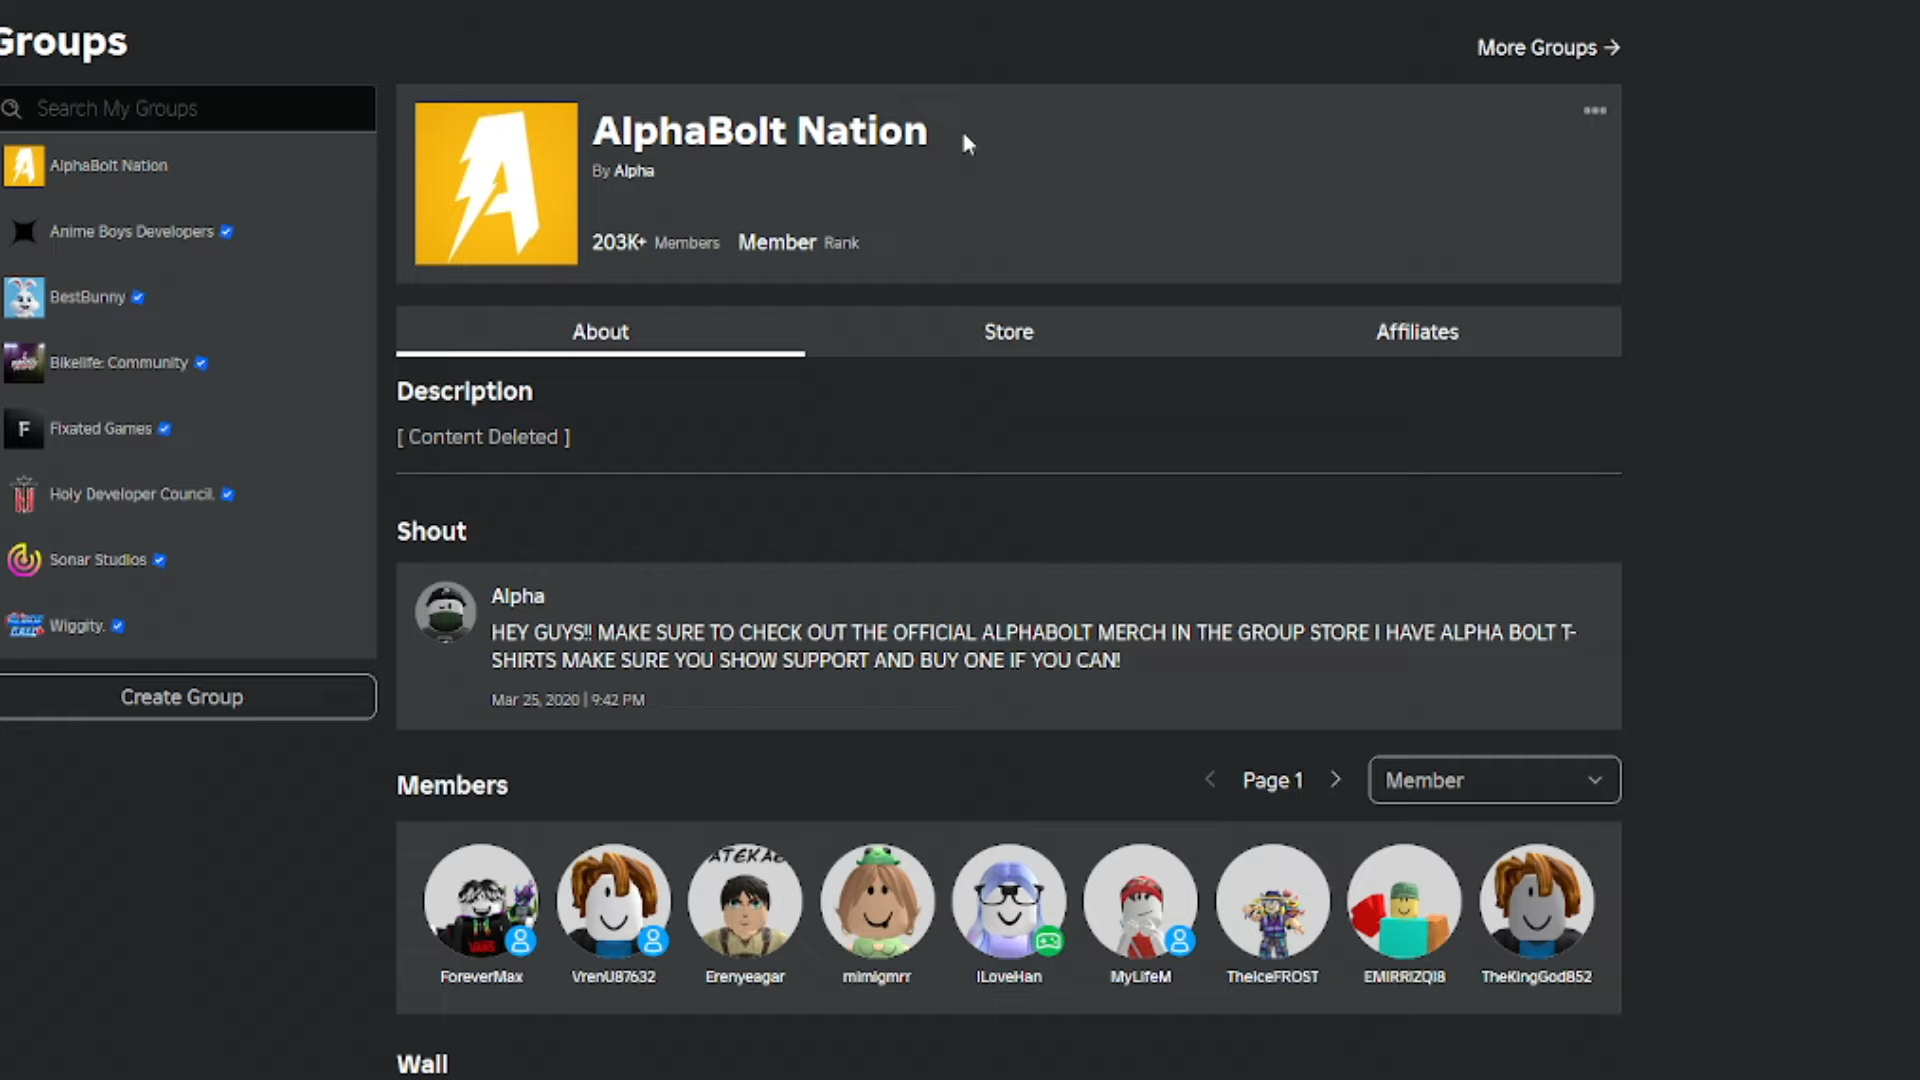 Groups
More Groups →
Search My Groups
AlphaBolt Nation
Anime Boys Developers
BestBunny
Bikelife: Community
F
Fixated Games
Holy Developer Council.
Sonar Studios
Wiggity.
Create Group
A
AlphaBolt Nation
By Alpha
203K+ Members Member Rank
About
Store
Affiliates
Description
[ Content Deleted ]
Shout
Alpha
HEY GUYS!! MAKE SURE TO CHECK OUT THE OFFICIAL ALPHABOLT MERCH IN THE GROUP STORE I HAVE ALPHA BOLT T-
SHIRTS MAKE SURE YOU SHOW SUPPORT AND BUY ONE IF YOU CAN!
Mar 25, 2020 | 9:42 PM
Members
Page 1
Member
ForeverMax
VrenU87632
Erenyeagar
mimigmrr
ILoveHan
MyLifeM
TheIceFROST
EMIRRIZQI8
TheKingGod852
Wall